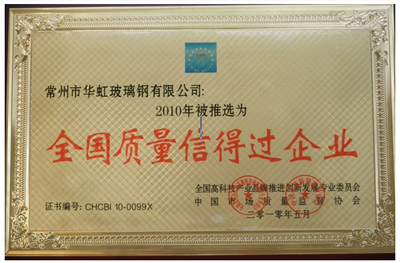 常州市华虹玻璃钢有限公司:
2010年被推选为
全国质量信得过企业
全国高科技产业品牌推进创新发展专业委员会
中国市场质量监督协会
证书编号: CHCBI 10-0099X
二零一零年五月